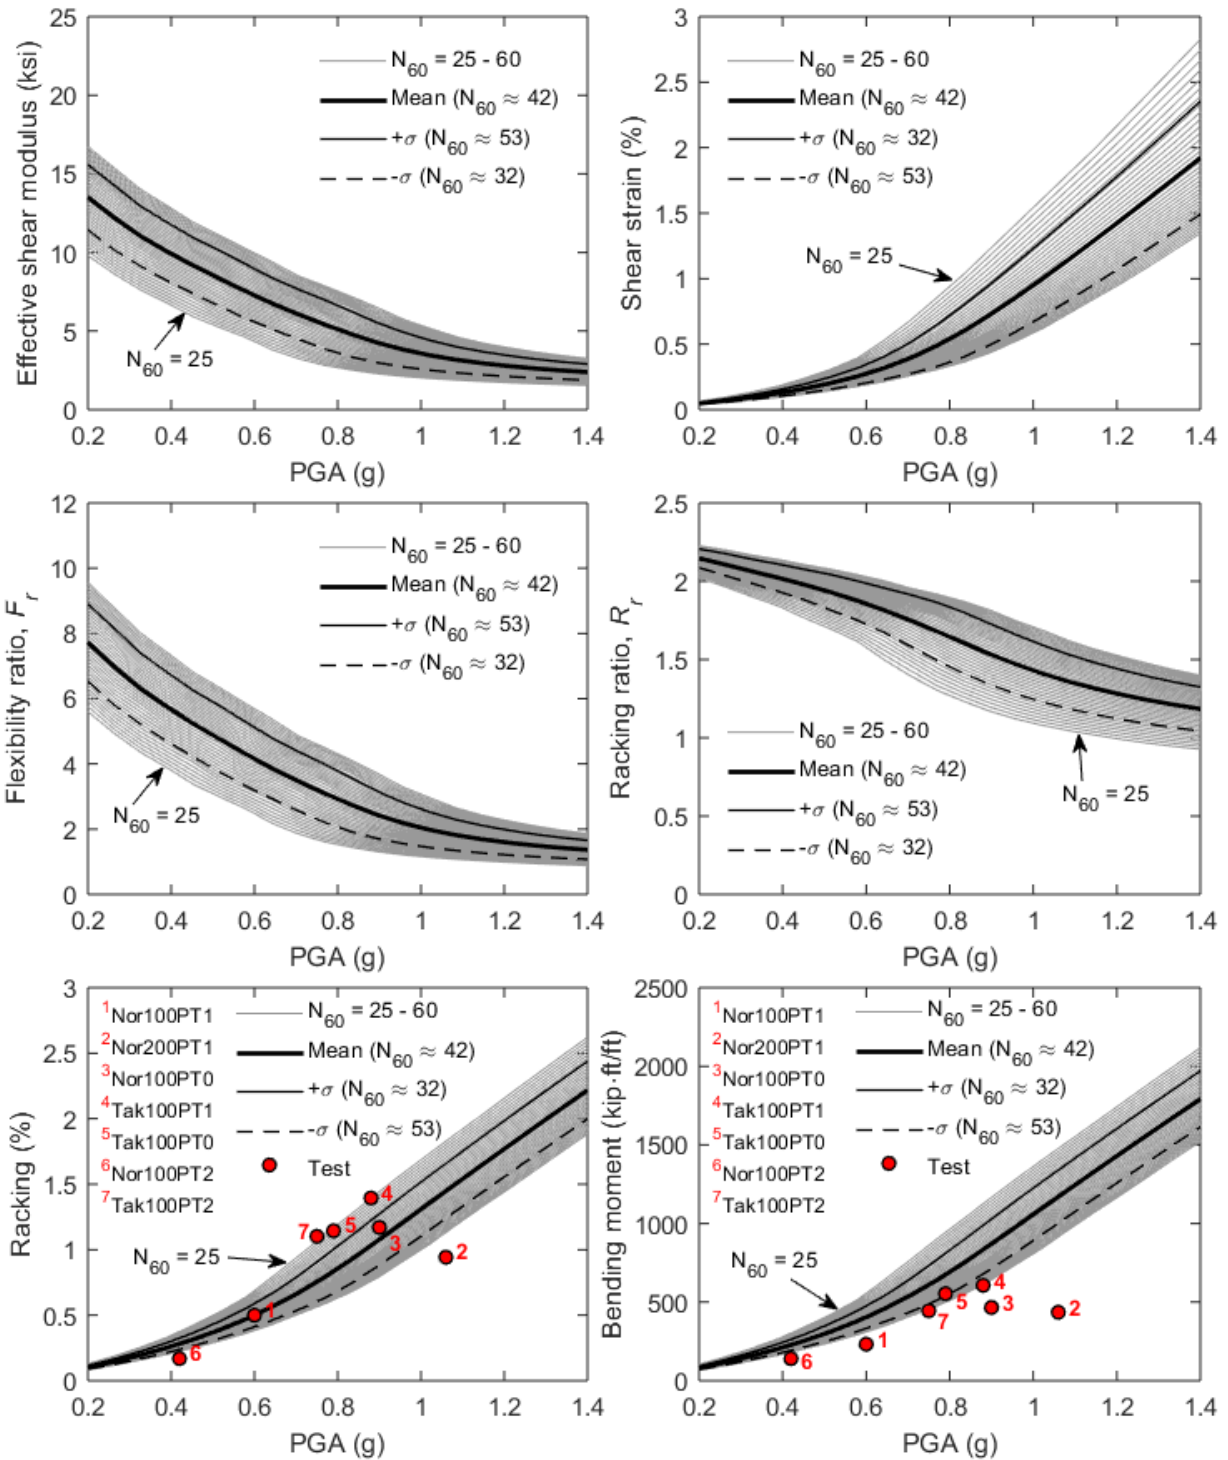 Effective shear modulus (ksi)
25
20
15
10
5
0
N60 = 25 - 60
Mean (N60 ≈ 42)
+σ (N60 ≈ 53)
-σ (N60 ≈ 32)
N60 = 25
0.2 0.4 0.6 0.8 1 1.2 1.4
PGA (g)
Shear strain (%)
3
2.5
2
1.5
1
0.5
0
N60 = 25 - 60
Mean (N60 ≈ 42)
+σ (N60 ≈ 32)
-σ (N60 ≈ 53)
N60 = 25
0.2 0.4 0.6 0.8 1 1.2 1.4
PGA (g)
Flexibility ratio, Fr
12
10
8
6
4
2
0
N60 = 25 - 60
Mean (N60 ≈ 42)
+σ (N60 ≈ 53)
-σ (N60 ≈ 32)
N60 = 25
0.2 0.4 0.6 0.8 1 1.2 1.4
PGA (g)
Racking ratio, Rr
2.5
2
1.5
1
0.5
0
N60 = 25 - 60
Mean (N60 ≈ 42)
+σ (N60 ≈ 53)
-σ (N60 ≈ 32)
N60 = 25
0.2 0.4 0.6 0.8 1 1.2 1.4
PGA (g)
Racking (%)
3
2.5
2
1.5
1
0.5
0
1Nor100PT1
2Nor200PT1
3Nor100PT0
4Tak100PT1
5Tak100PT0
6Nor100PT2
7Tak100PT2
N60 = 25 - 60
Mean (N60 ≈ 42)
+σ (N60 ≈ 32)
-σ (N60 ≈ 53)
Test
4
7
5
3
2
N60 = 25
1
6
0.2 0.4 0.6 0.8 1 1.2 1.4
PGA (g)
Bending moment (kip·ft/ft)
2500
2000
1500
1000
500
0
1Nor100PT1
2Nor200PT1
3Nor100PT0
4Tak100PT1
5Tak100PT0
6Nor100PT2
7Tak100PT2
N60 = 25 - 60
Mean (N60 ≈ 42)
+σ (N60 ≈ 32)
-σ (N60 ≈ 53)
Test
N60 = 25
4
5
3
2
7
1
6
0.2 0.4 0.6 0.8 1 1.2 1.4
PGA (g)